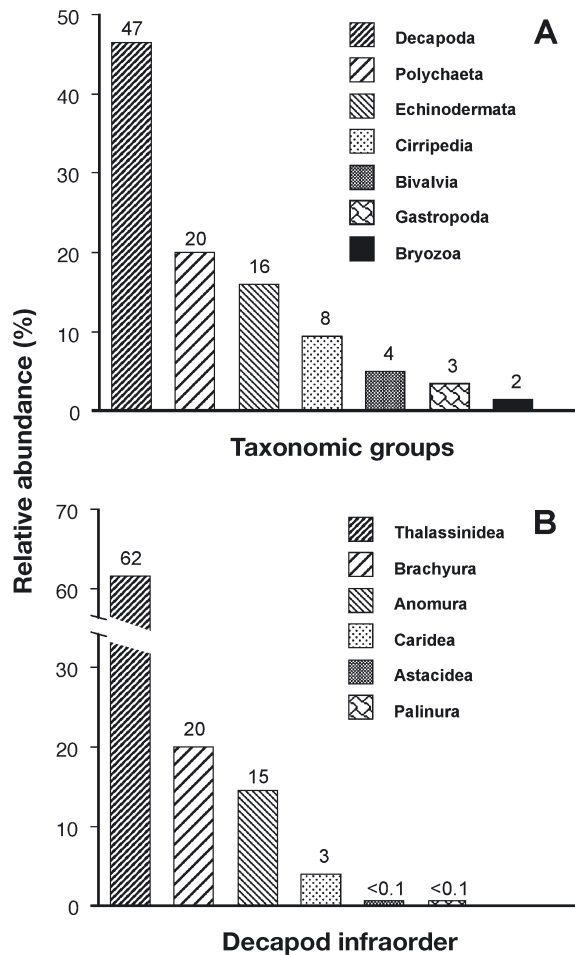 A
50
40
30
20
10
0
47
20
16
8
4
3
2
Decapoda
Polychaeta
Echinodermata
Cirripedia
Bivalvia
Gastropoda
Bryozoa
Taxonomic groups
Relative abundance (%)
B
70
60
30
20
10
0
62
20
15
3
<0.1
<0.1
Thalassinidea
Brachyura
Anomura
Caridea
Astacidea
Palinura
Decapod infraorder